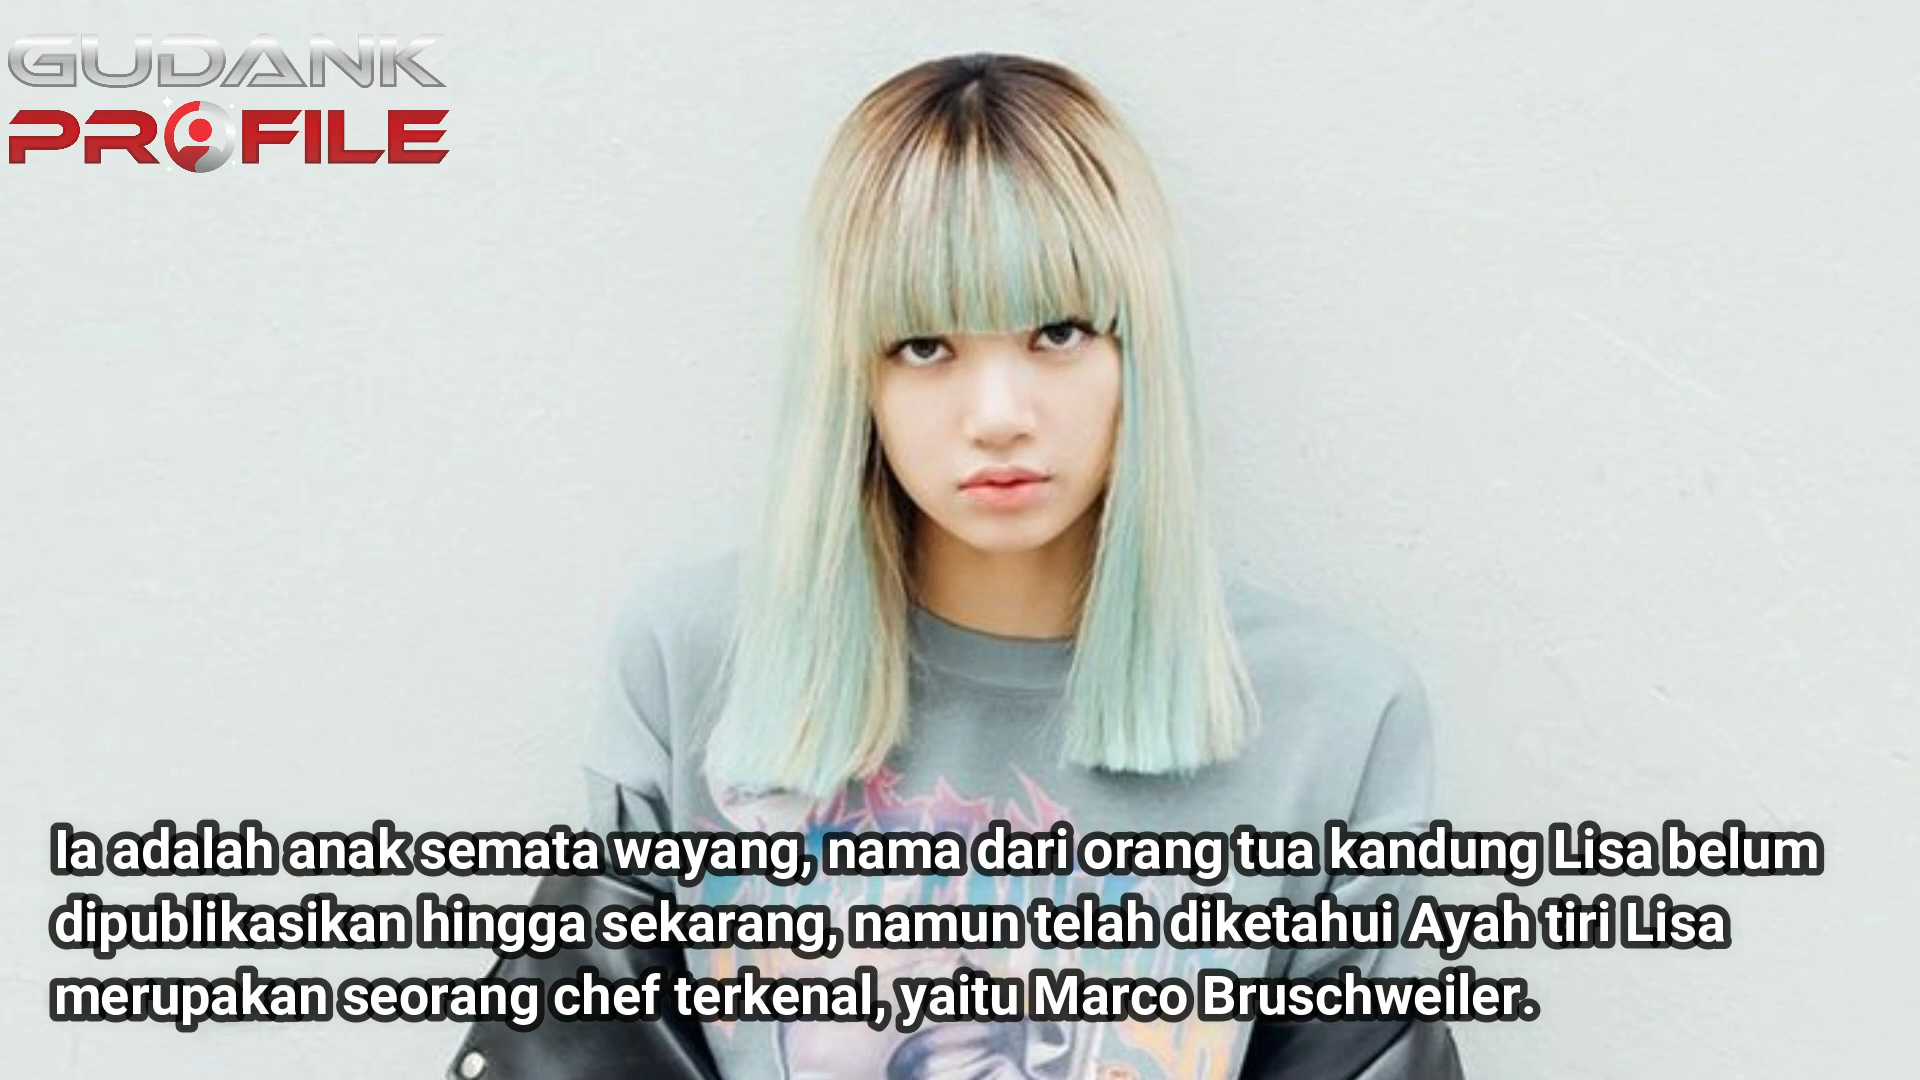 GUDANK
PROFILE
Ia adalah anak semata wayang, nama dari orang tua kandung Lisa belum
dipublikasikan hingga sekarang, namun telah diketahui Ayah tiri Lisa
merupakan seorang chef terkenal, yaitu Marco Bruschweiler.